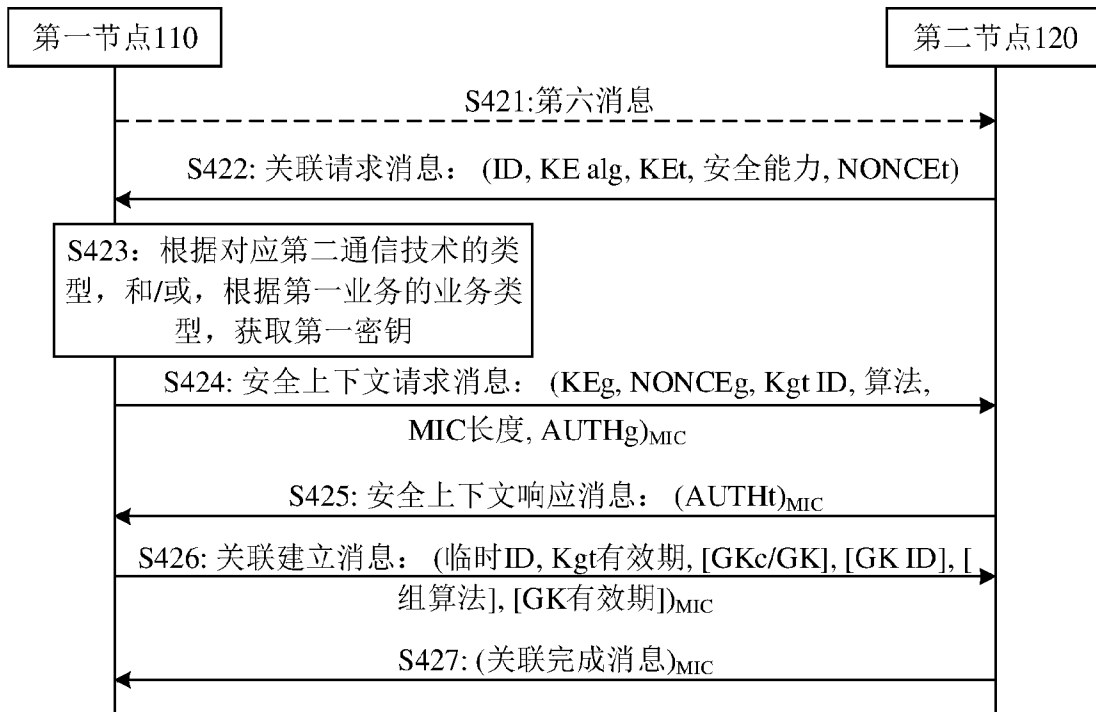 第一节点110
第二节点120
S421:第六消息
S422: 关联请求消息： (ID, KE alg, KEt, 安全能力, NONCEt)
S423：根据对应第二通信技术的类
型，和/或，根据第一业务的业务类
型，获取第一密钥
S424: 安全上下文请求消息： (KEg, NONCEg, Kgt ID, 算法,
MIC长度, AUTHg)MIC
S425: 安全上下文响应消息： (AUTHt)MIC
S426: 关联建立消息： (临时ID, Kgt有效期, [GKc/GK], [GK ID], [
组算法], [GK有效期])MIC
S427: (关联完成消息)MIC